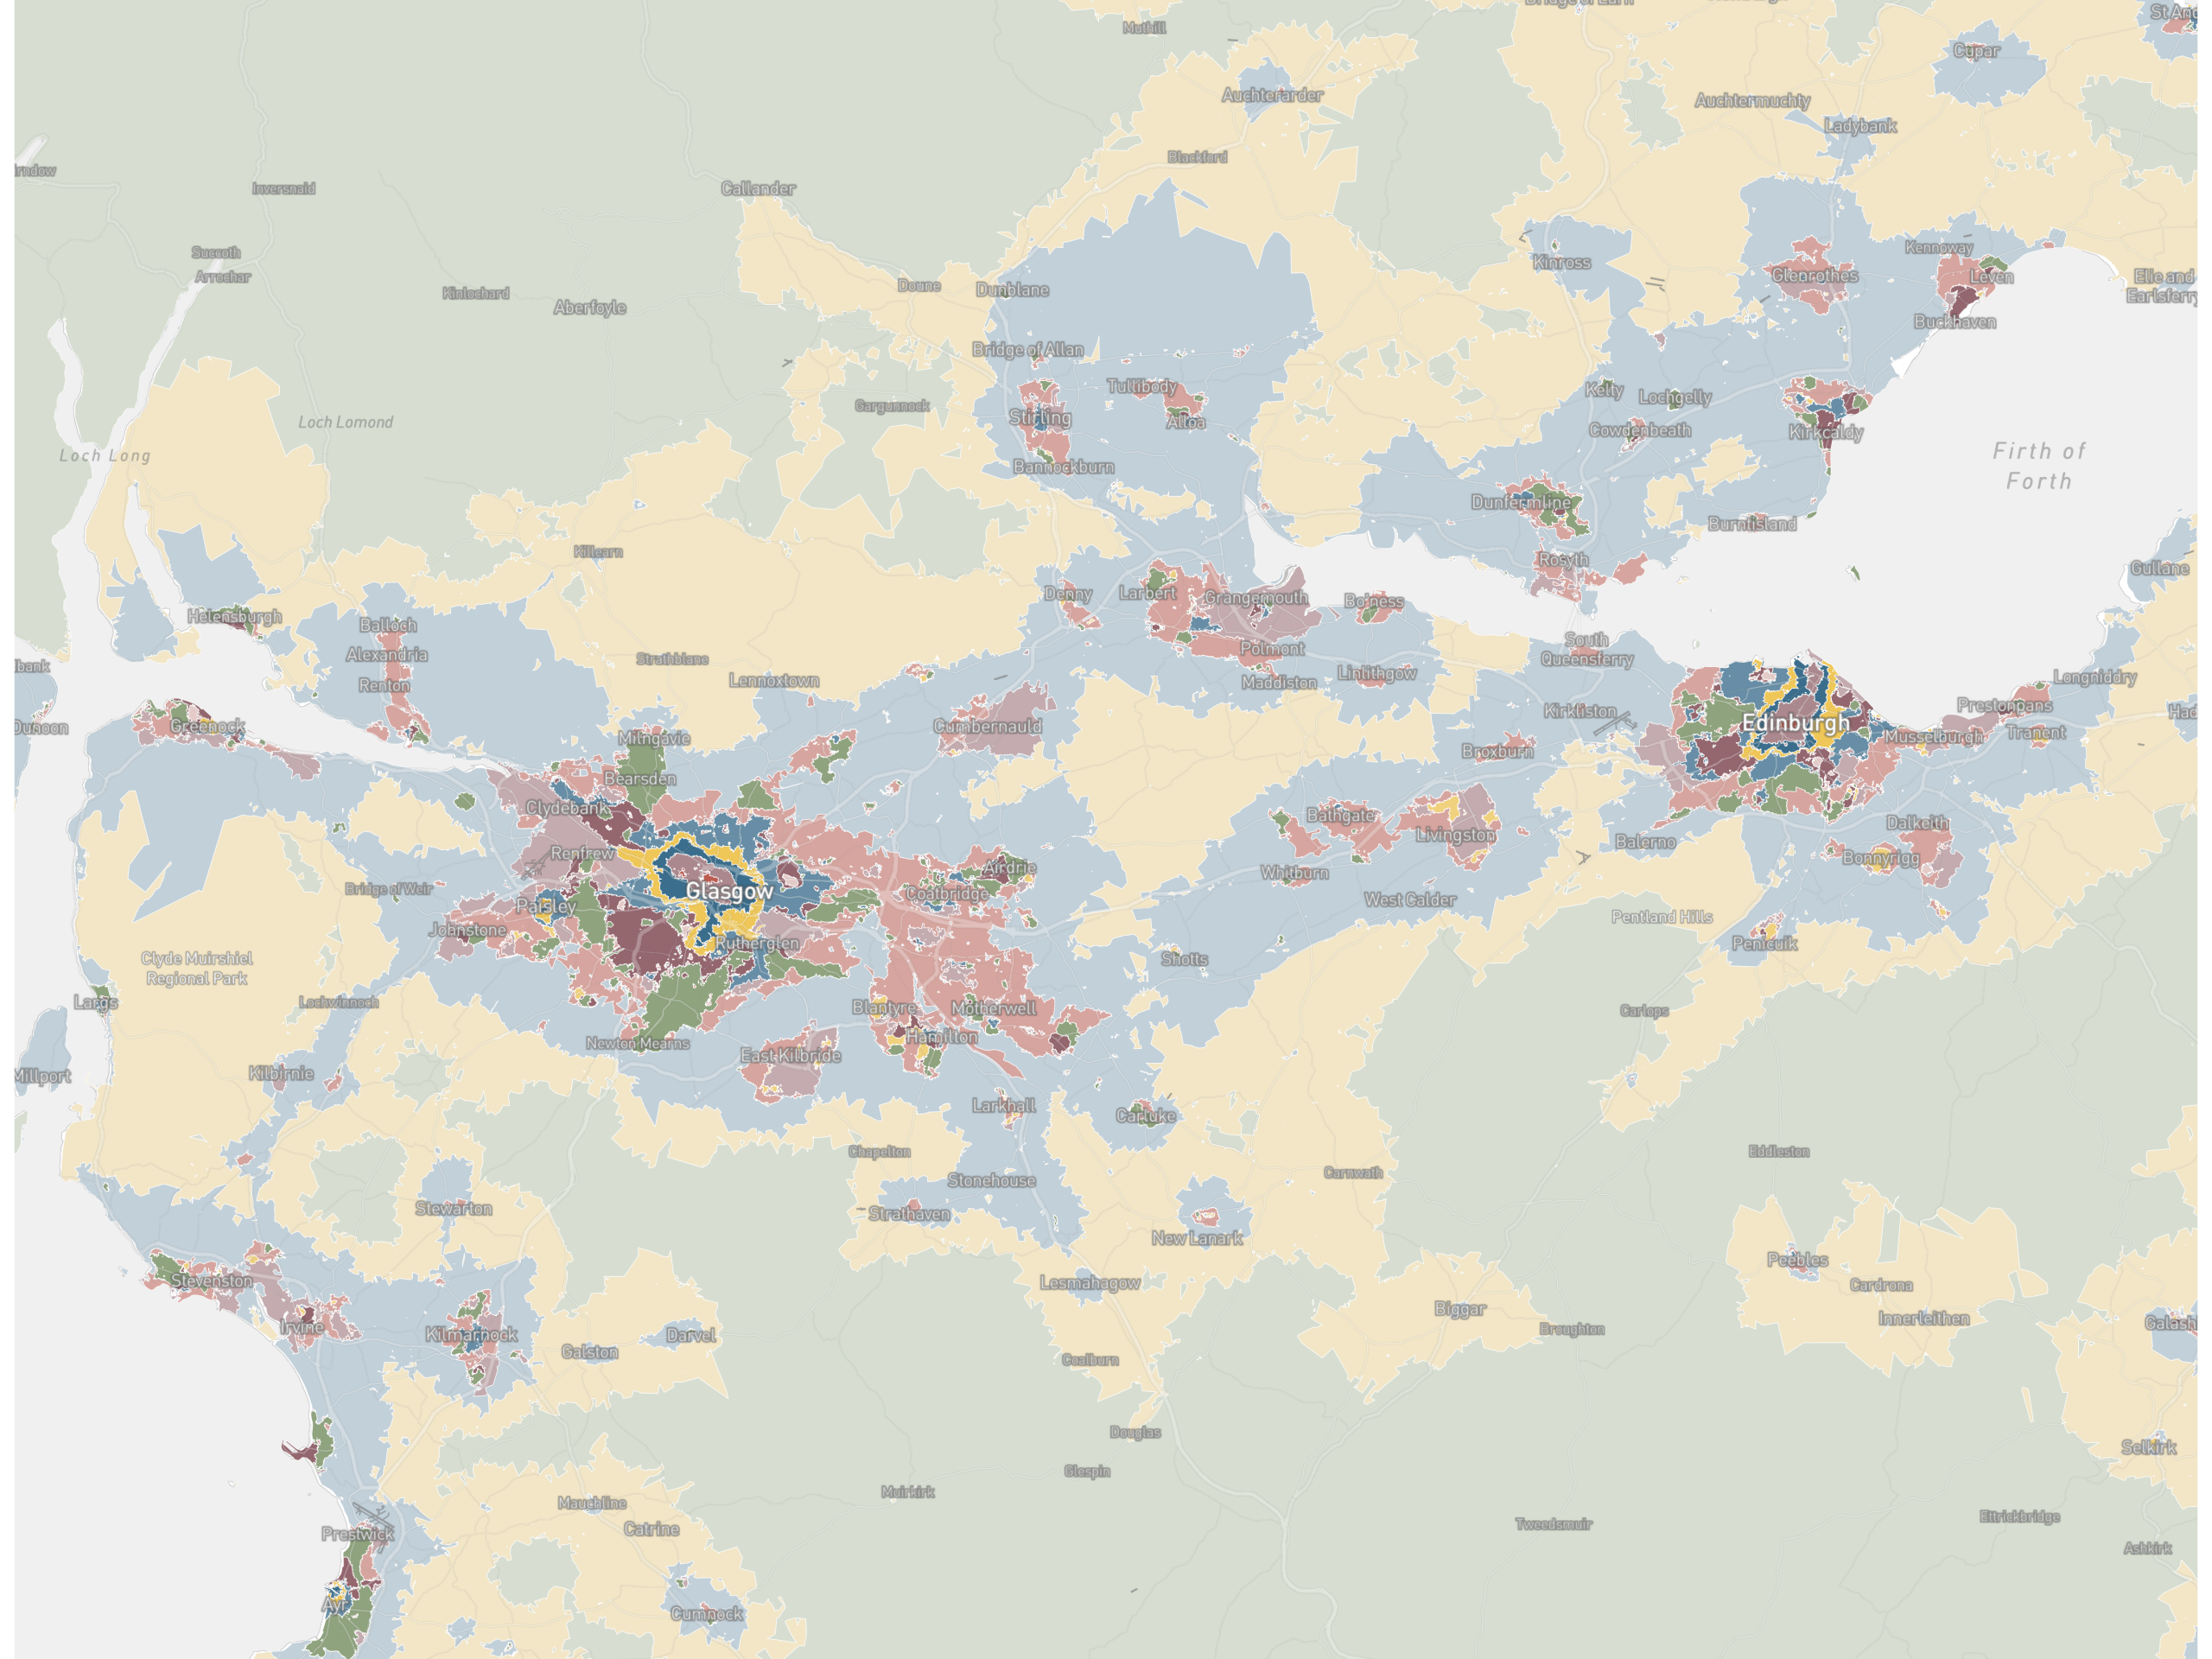 Muthill
St And
Cupar
Auchterarder
Auchtermuchty
Ladybank
Blackford
Inversnaid
Callander
Succoth
Arrochar
Kinlochard
Aberfoyle
Doune
Dunblane
Kinross
Kennoway
Glenrothes
Leven
Elie and
Earlsferry
Buckhaven
Bridge of Allan
Tullibody
Kelty
Lochgelly
Gargunnock
Stirling
Alloa
Cowdenbeath
Kirkcaldy
Loch Lomond
Loch Long
Bannockburn
Firth of
Forth
Dunfermline
Burntisland
Killearn
Rosyth
Gullane
Denny
Larbert
Grangemouth
Bo'ness
Helensburgh
Balloch
Alexandria
Renton
Strathblane
Lennoxtown
Polmont
Maddiston
Linlithgow
South
Queensferry
Longniddry
Dunoon
Greenock
Milngavie
Bearsden
Cumbernauld
Kirkliston
Broxburn
Edinburgh
Prestonpans
Musselburgh
Tranent
Had
Clydebank
Bathgate
Livingston
Balerno
Dalkeith
Bonnyrigg
Renfrew
Glasgow
Airdrie
Coatbridge
Whitburn
West Calder
Bridge of Weir
Paisley
Johnstone
Rutherglen
Pentland Hills
Penicuik
Clyde Muirshiel
Regional Park
Shotts
Largs
Lochwinnoch
Blantyre
Motherwell
Hamilton
Carlops
Newton Mearns
East Kilbride
Millport
Kilbirnie
Larkhall
Carluke
Chapelton
Stonehouse
Carnwath
Eddleston
Stewarton
Strathaven
New Lanark
Peebles
Cardrona
Innerleithen
Stevenston
Lesmahagow
Biggar
Broughton
Irvine
Kilmarnock
Darvel
Galston
Galash
Coalburn
Douglas
Selkirk
Glespin
Muirkirk
Mauchline
Catrine
Prestwick
Tweedsmuir
Ettrickbridge
Ashkirk
Ayr
Cumnock